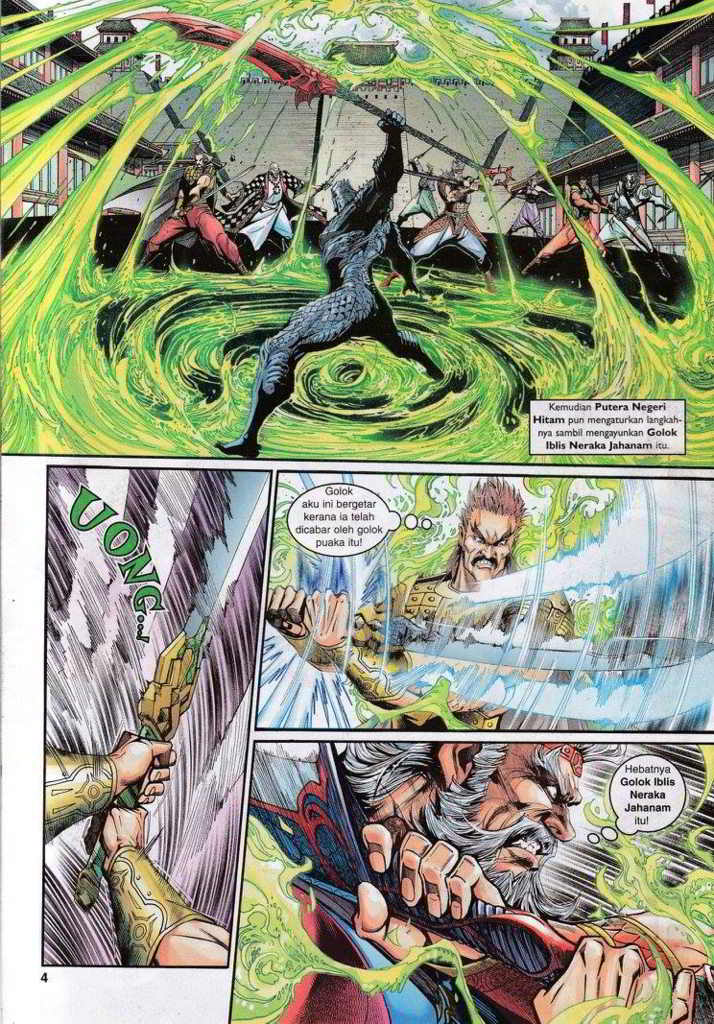 Kemudian Putera Negeri
Hitam pun mengaturkan langkah-
nya sambil mengayunkan Golok
Iblis Neraka Jahanam itu.
UONG...!
Golok
aku ini bergetar
kerana ia telah
dicabar oleh golok
puaka itu!
Hebatnya
Golok Iblis
Neraka
Jahanam
itu!
4